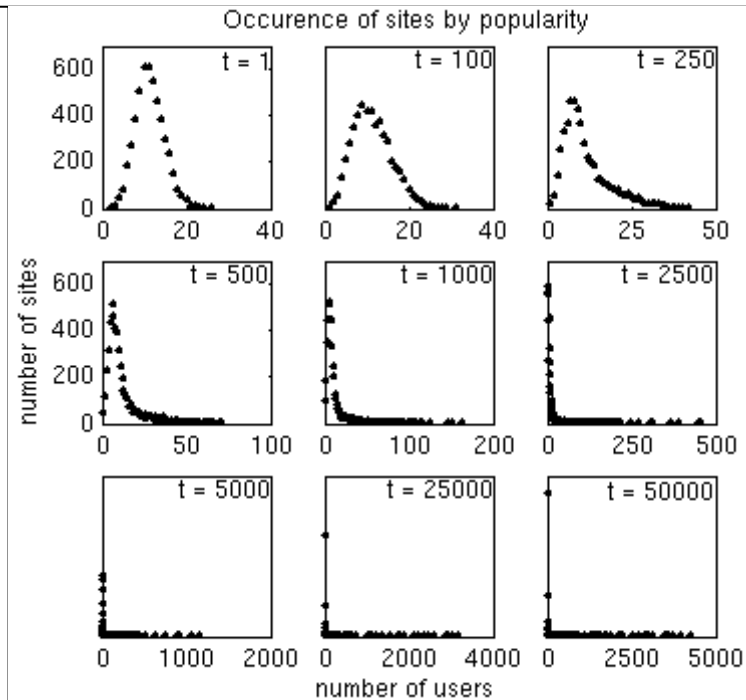 Occurence of sites by popularity
t = 1
t = 100
t = 250
600
400
200
0
0 20 40
0 20 40
0 25 50
t = 500
t = 1000
t = 2500
number of sites
600
400
200
0
0 50 100
0 100 200
0 250 500
t = 5000
t = 25000
t = 50000
0 1000 2000
0 2000 4000
0 2500 5000
number of users